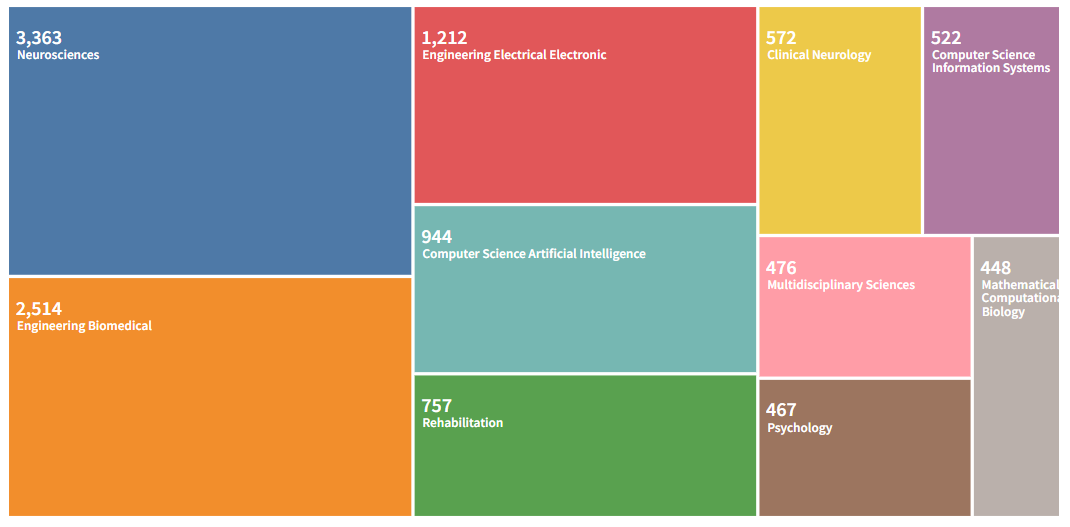 3,363
Neurosciences
2,514
Engineering Biomedical
1,212
Engineering Electrical Electronic
944
Computer Science Artificial Intelligence
757
Rehabilitation
572
Clinical Neurology
522
Computer Science
Information Systems
476
Multidisciplinary Sciences
467
Psychology
448
Mathematical
Computationa
Biology